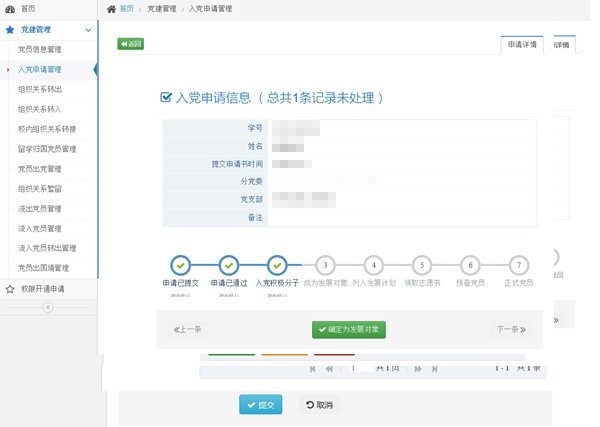 首页
党建管理
党员信息管理
入党申请管理
组织关系转出
组织关系转入
校内组织关系转接
留学归国党员管理
党员出党管理
组织关系暂留
流出党员管理
流入党员管理
流入党员转出管理
党员出国境管理
权限开通申请
首页 > 党建管理 > 入党申请管理
返回
申请详情
详情
入党申请信息（总共1条记录未处理）
学号
姓名
提交申请书时间
分党委
党支部
备注
3 4 5 6 7
申请已提交 申请已通过 入党积极分子 成为发展对象 列入发展计划 领取志愿书 预备党员 正式党员
党员
上一条 确定为发展对象 下一条
1 共1页 1 - 1 共1条
提交 取消